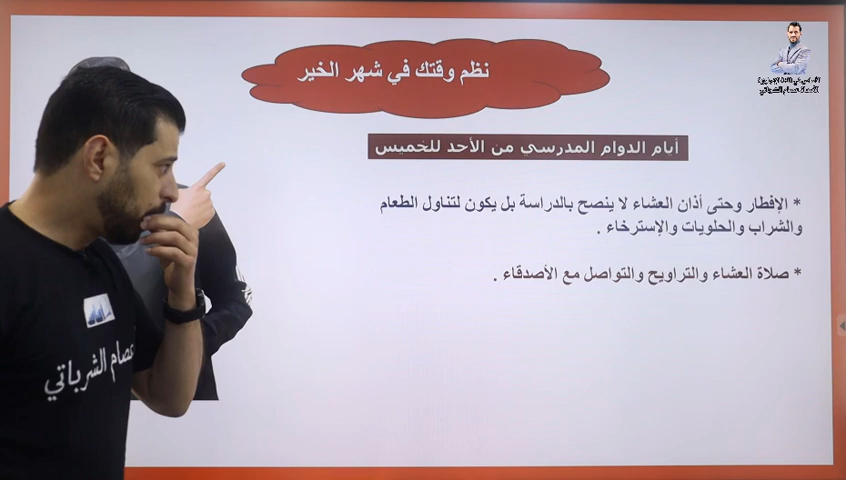 نظم وقتك في شهر الخير
أيام الدوام المدرسي من الأحد للخميس
* الإفطار وحتى أذان العشاء لا ينصح بالدراسة بل يكون لتناول الطعام
والشراب والحلويات والإسترخاء .
* صلاة العشاء والتراويح والتواصل مع الأصدقاء .
عصام الشرباتي